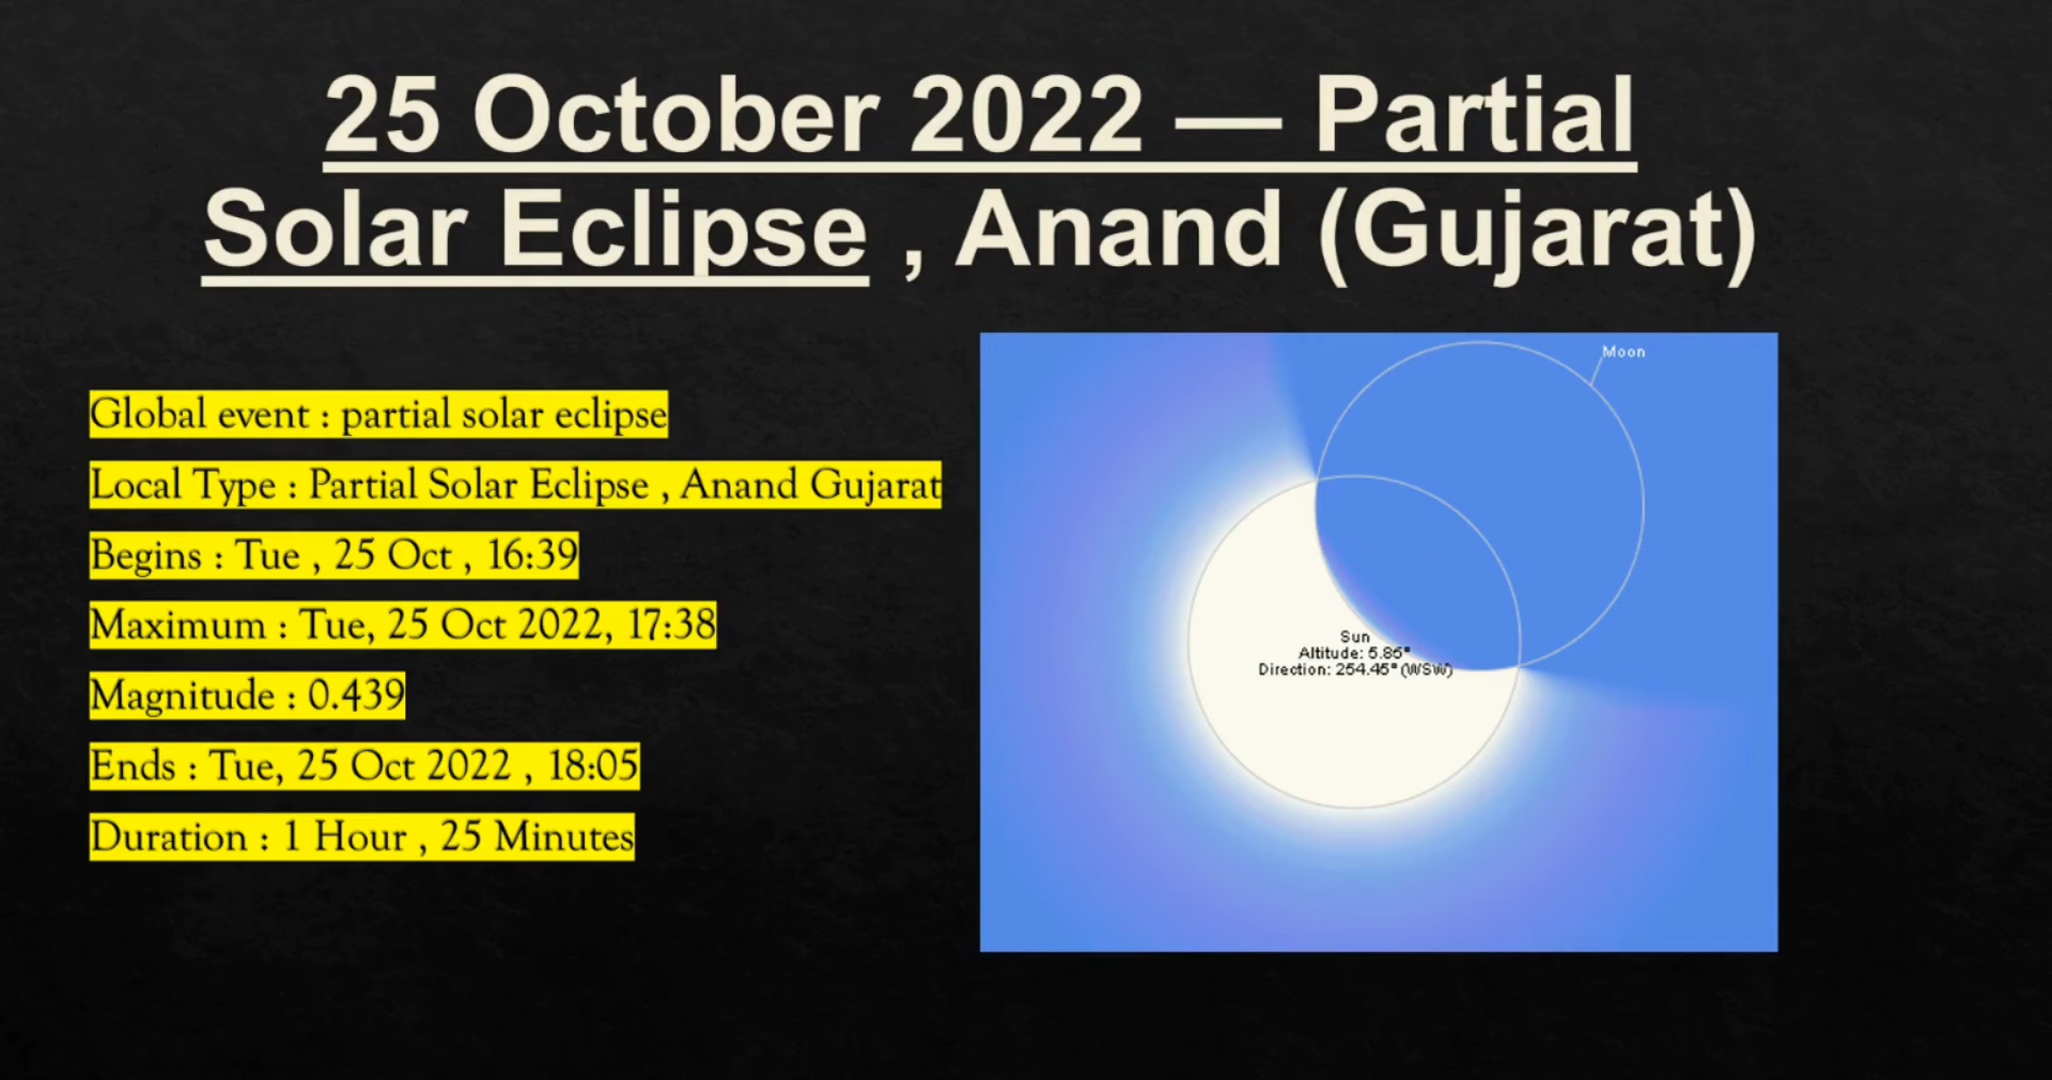 25 October 2022 — Partial
Solar Eclipse , Anand (Gujarat)
Global event : partial solar eclipse
Local Type : Partial Solar Eclipse , Anand Gujarat
Begins : Tue , 25 Oct , 16:39
Maximum : Tue, 25 Oct 2022, 17:38
Magnitude : 0.439
Ends : Tue, 25 Oct 2022 , 18:05
Duration : 1 Hour , 25 Minutes
Moon
Sun
Altitude: 5.86°
Direction: 254.45° (WSW)